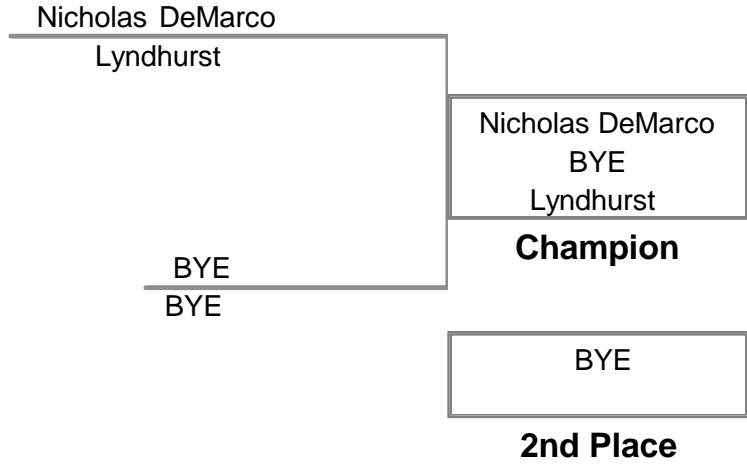 Nicholas DeMarco
Lyndhurst
Nicholas DeMarco
BYE
Lyndhurst
Champion
BYE
BYE
BYE
2nd Place